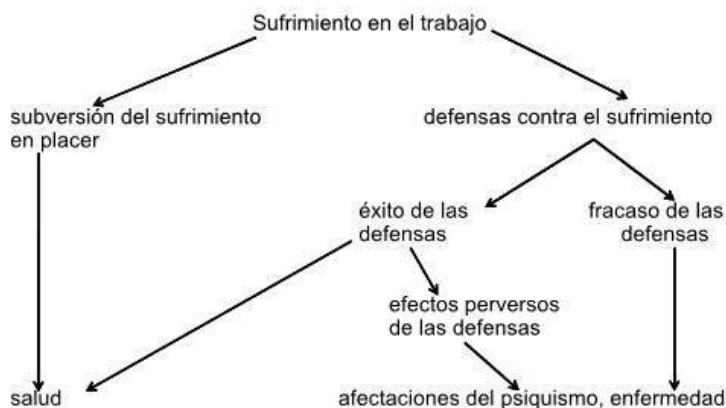 Sufrimiento en el trabajo
subversión del sufrimiento
en placer
defensas contra el sufrimiento
éxito de las
defensas
fracaso de las
defensas
efectos perversos
de las defensas
salud
afectaciones del psiquismo, enfermedad